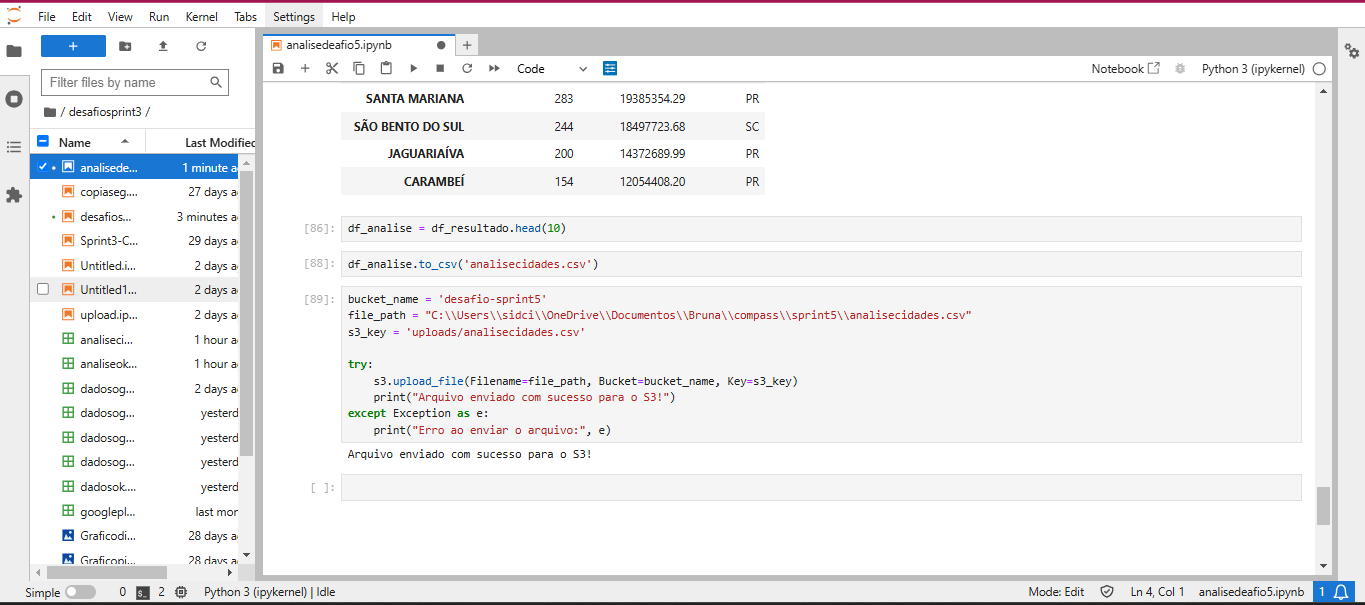 File Edit View Run Kernel Tabs Settings Help
+
Filter files by name
/ desafiosprint3 /
Name Last Modified
analisede... 1 minute a
copiaseg.... 27 days a
desafios... 3 minutes a
Sprint3-C... 29 days a
Untitled.i... 2 days a
Untitled1... 2 days a
upload.ip... 2 days a
analiseci... 1 hour a
analiseok... 1 hour a
dadosog... 2 days a
dadosog... yesterd
dadosog... yesterd
dadosog... yesterd
dadosok.... yesterd
googlepl... last mor
Graficodi... 28 days a
Graficopi... 28 days a
analisedeafio5.ipynb
+
Code
Notebook
Python 3 (ipykernel)
SANTA MARIANA 283 19385354.29 PR
SÃO BENTO DO SUL 244 18497723.68 SC
JAGUARIAÍVA 200 14372689.99 PR
CARAMBEÍ 154 12054408.20 PR
[86]: df_analise = df_resultado.head(10)
[88]: df_analise.to_csv('analisecidades.csv')
[89]: bucket_name = 'desafio-sprint5'
file_path = "C:\\Users\\sidci\\OneDrive\\Documentos\\Bruna\\compass\\sprint5\\analisecidades.csv"
s3_key = 'uploads/analisecidades.csv'
try:
s3.upload_file(Filename=file_path, Bucket=bucket_name, Key=s3_key)
print("Arquivo enviado com sucesso para o S3!")
except Exception as e:
print("Erro ao enviar o arquivo:", e)
Arquivo enviado com sucesso para o S3!
[ ]:
Simple 0 $_ 2 Python 3 (ipykernel) | Idle
Mode: Edit Ln 4, Col 1 analisedeafio5.ipynb 1